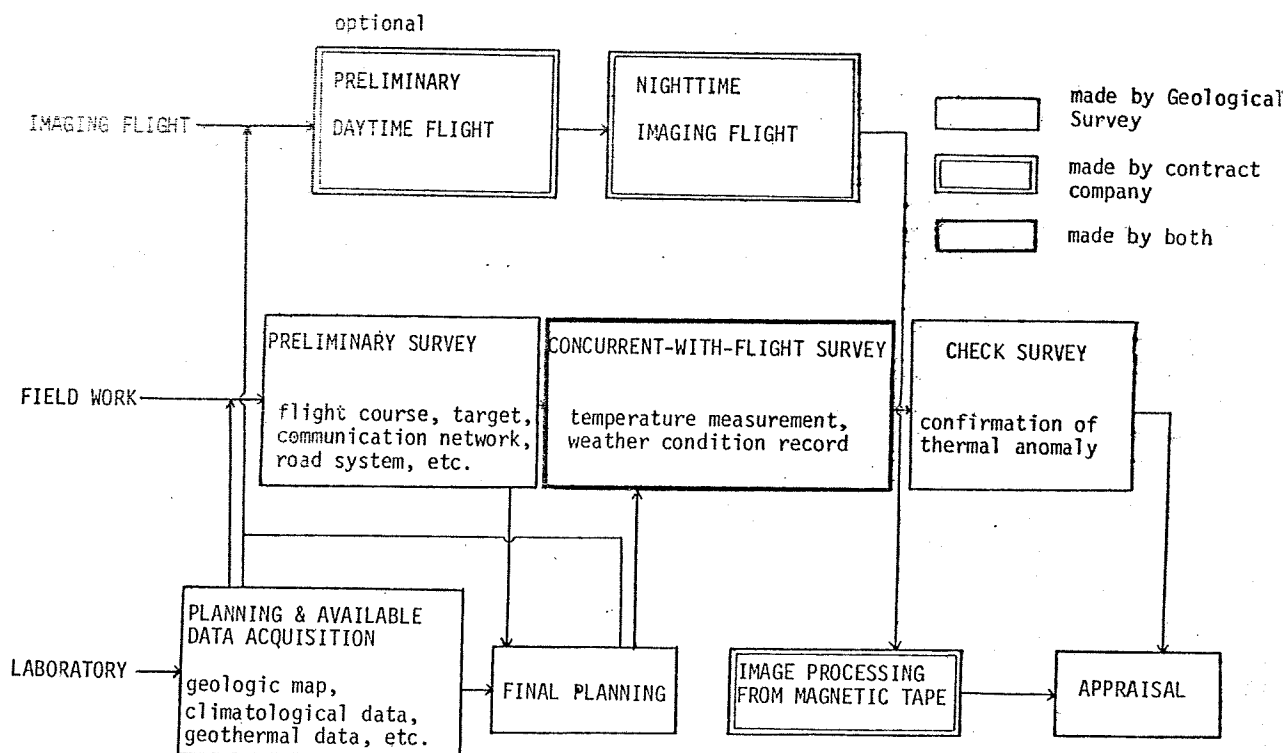 optional
IMAGING FLIGHT
PRELIMINARY
DAYTIME FLIGHT
NIGHTTIME
IMAGING FLIGHT
made by Geological
Survey
made by contract
company
made by both
FIELD WORK
PRELIMINARY SURVEY
flight course, target,
communication network,
road system, etc.
CONCURRENT-WITH-FLIGHT SURVEY
temperature measurement,
weather condition record
CHECK SURVEY
confirmation of
thermal anomaly
LABORATORY
PLANNING & AVAILABLE
DATA ACQUISITION
geologic map,
climatological data,
geothermal data, etc.
FINAL PLANNING
IMAGE PROCESSING
FROM MAGNETIC TAPE
APPRAISAL